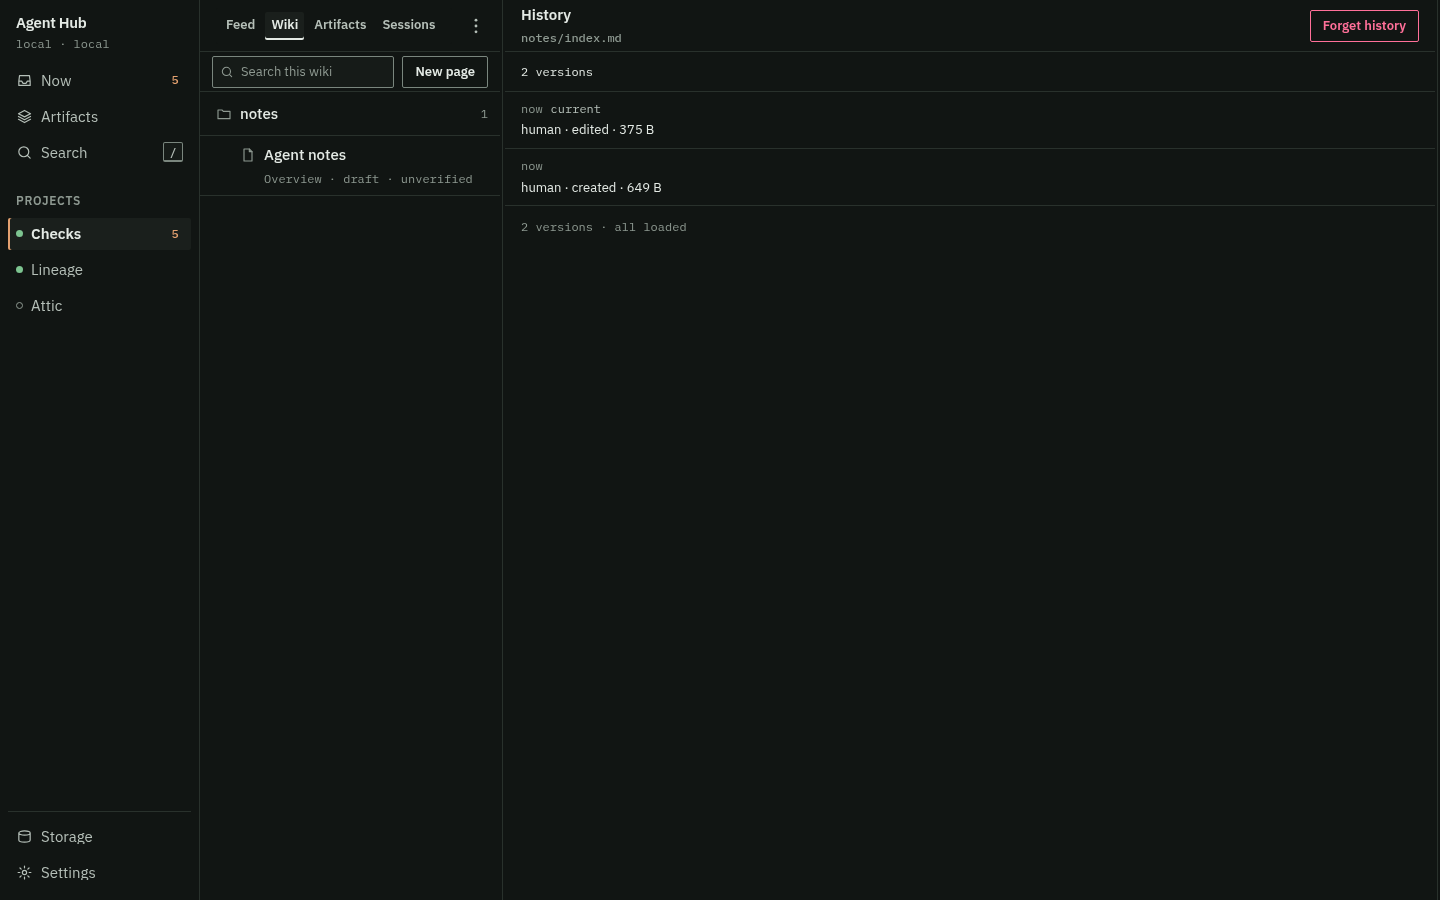 Agent Hub
local · local
Now 5
Artifacts
Search /
PROJECTS
Checks 5
Lineage
Attic
Storage
Settings
Feed Wiki Artifacts Sessions
Search this wiki New page
notes 1
Agent notes
Overview · draft · unverified
History
notes/index.md
Forget history
2 versions
now current
human · edited · 375 B
now
human · created · 649 B
2 versions · all loaded